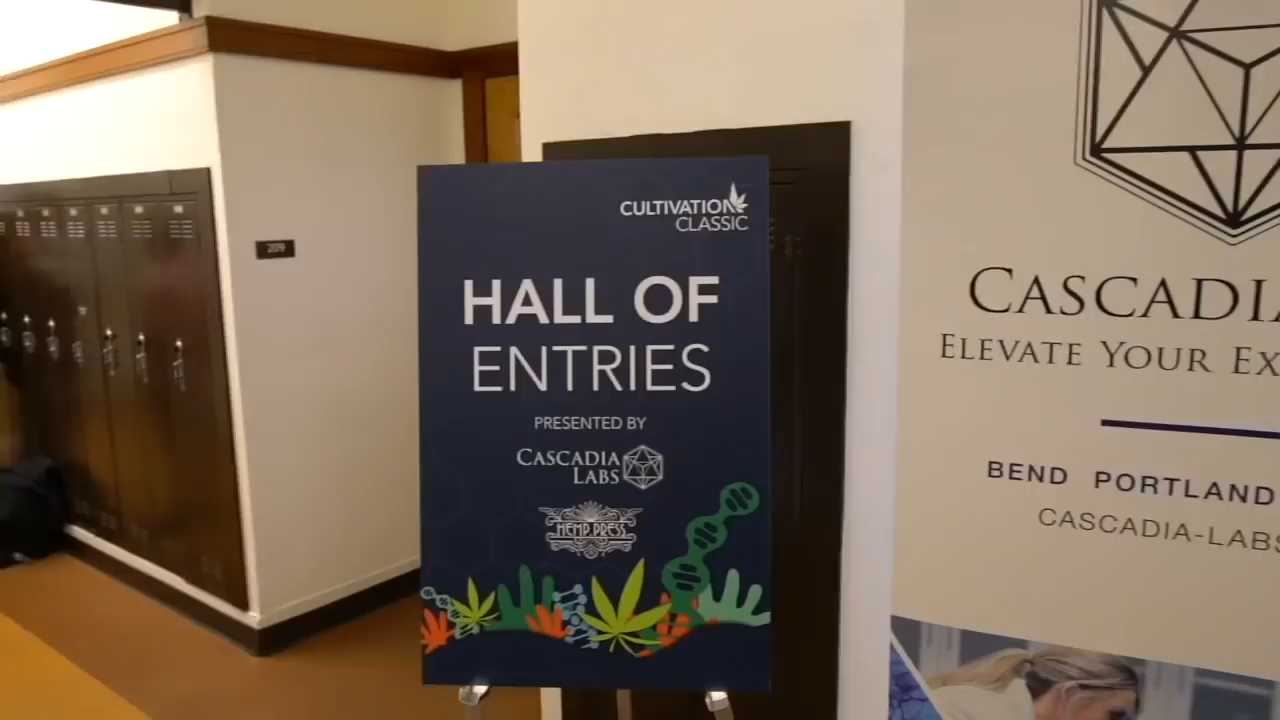 209
CULTIVATION
CLASSIC
HALL OF
ENTRIES
PRESENTED BY
CASCADIA
LABS
HEMP.PRESS
CASCADIA
ELEVATE YOUR EX
BEND PORTLAND
CASCADIA-LABS